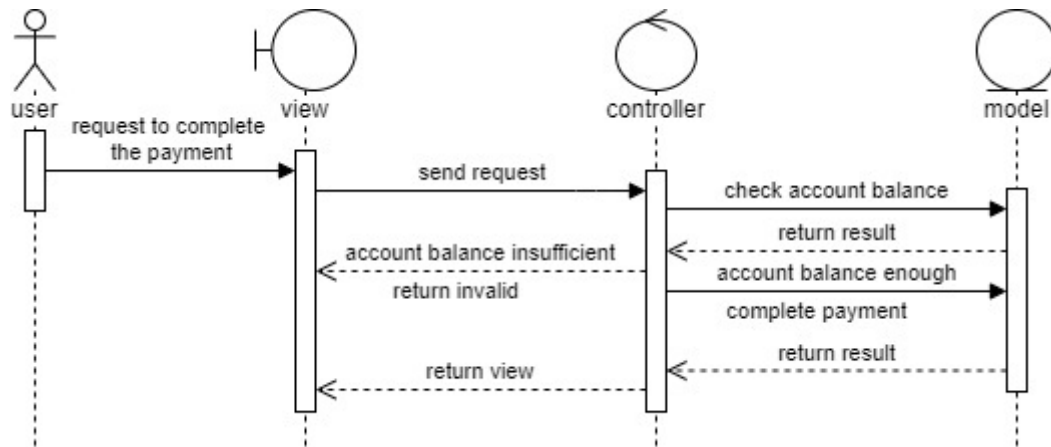 user
view
controller
model
request to complete
the payment
send request
check account balance
return result
account balance insufficient
return invalid
account balance enough
complete payment
return result
return view